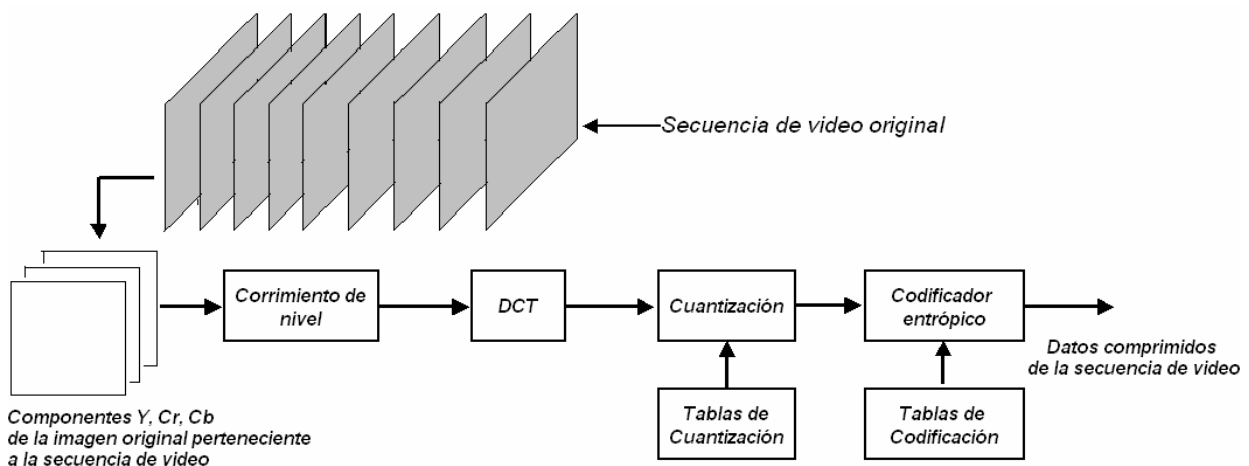 Secuencia de video original
Corrimiento de
nivel
DCT
Cuantización
Codificador
entrópico
Datos comprimidos
de la secuencia de video
Tablas de
Cuantización
Tablas de
Codificación
Componentes Y, Cr, Cb
de la imagen original perteneciente
a la secuencia de video